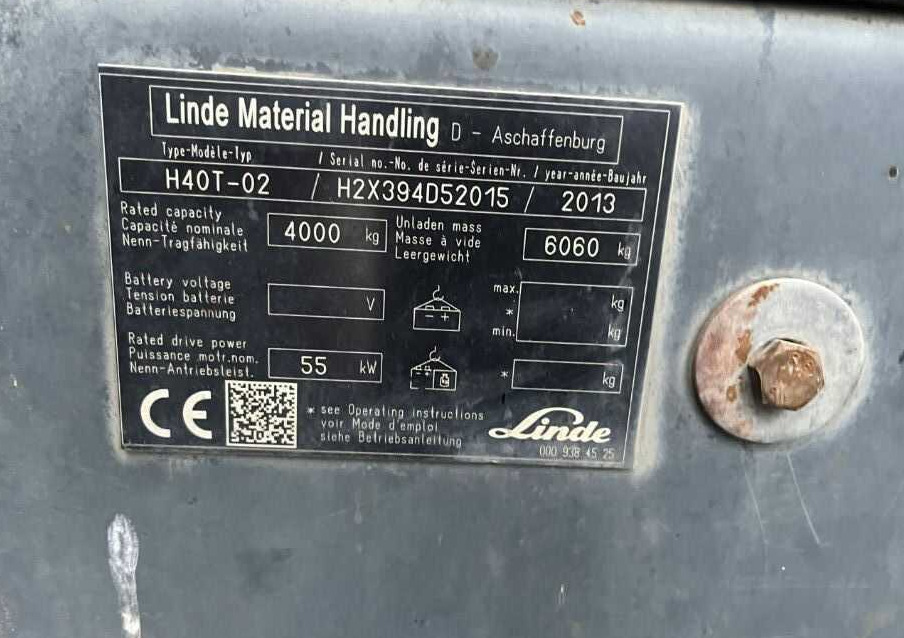 Linde Material Handling D - Aschaffenburg
Type-Modèle-Typ / Serial no.-No. de série-Serien-Nr. / year-année-Baujahr
H40T-02 / H2X394D52015 / 2013
Rated capacity
Capacité nominale
Nenn-Tragfähigkeit
4000 kg
Unladen mass
Masse à vide
Leergewicht
6060 kg
Battery voltage
Tension batterie
Batteriespannung
V
- +
max. kg
*
min. kg
Rated drive power
Puissance motr.nom.
Nenn-Antriebsleist.
55 kW
* kg
CE
* see Operating instructions
voir Mode d'emploi
siehe Betriebsanleitung
Linde
000 938 45 25